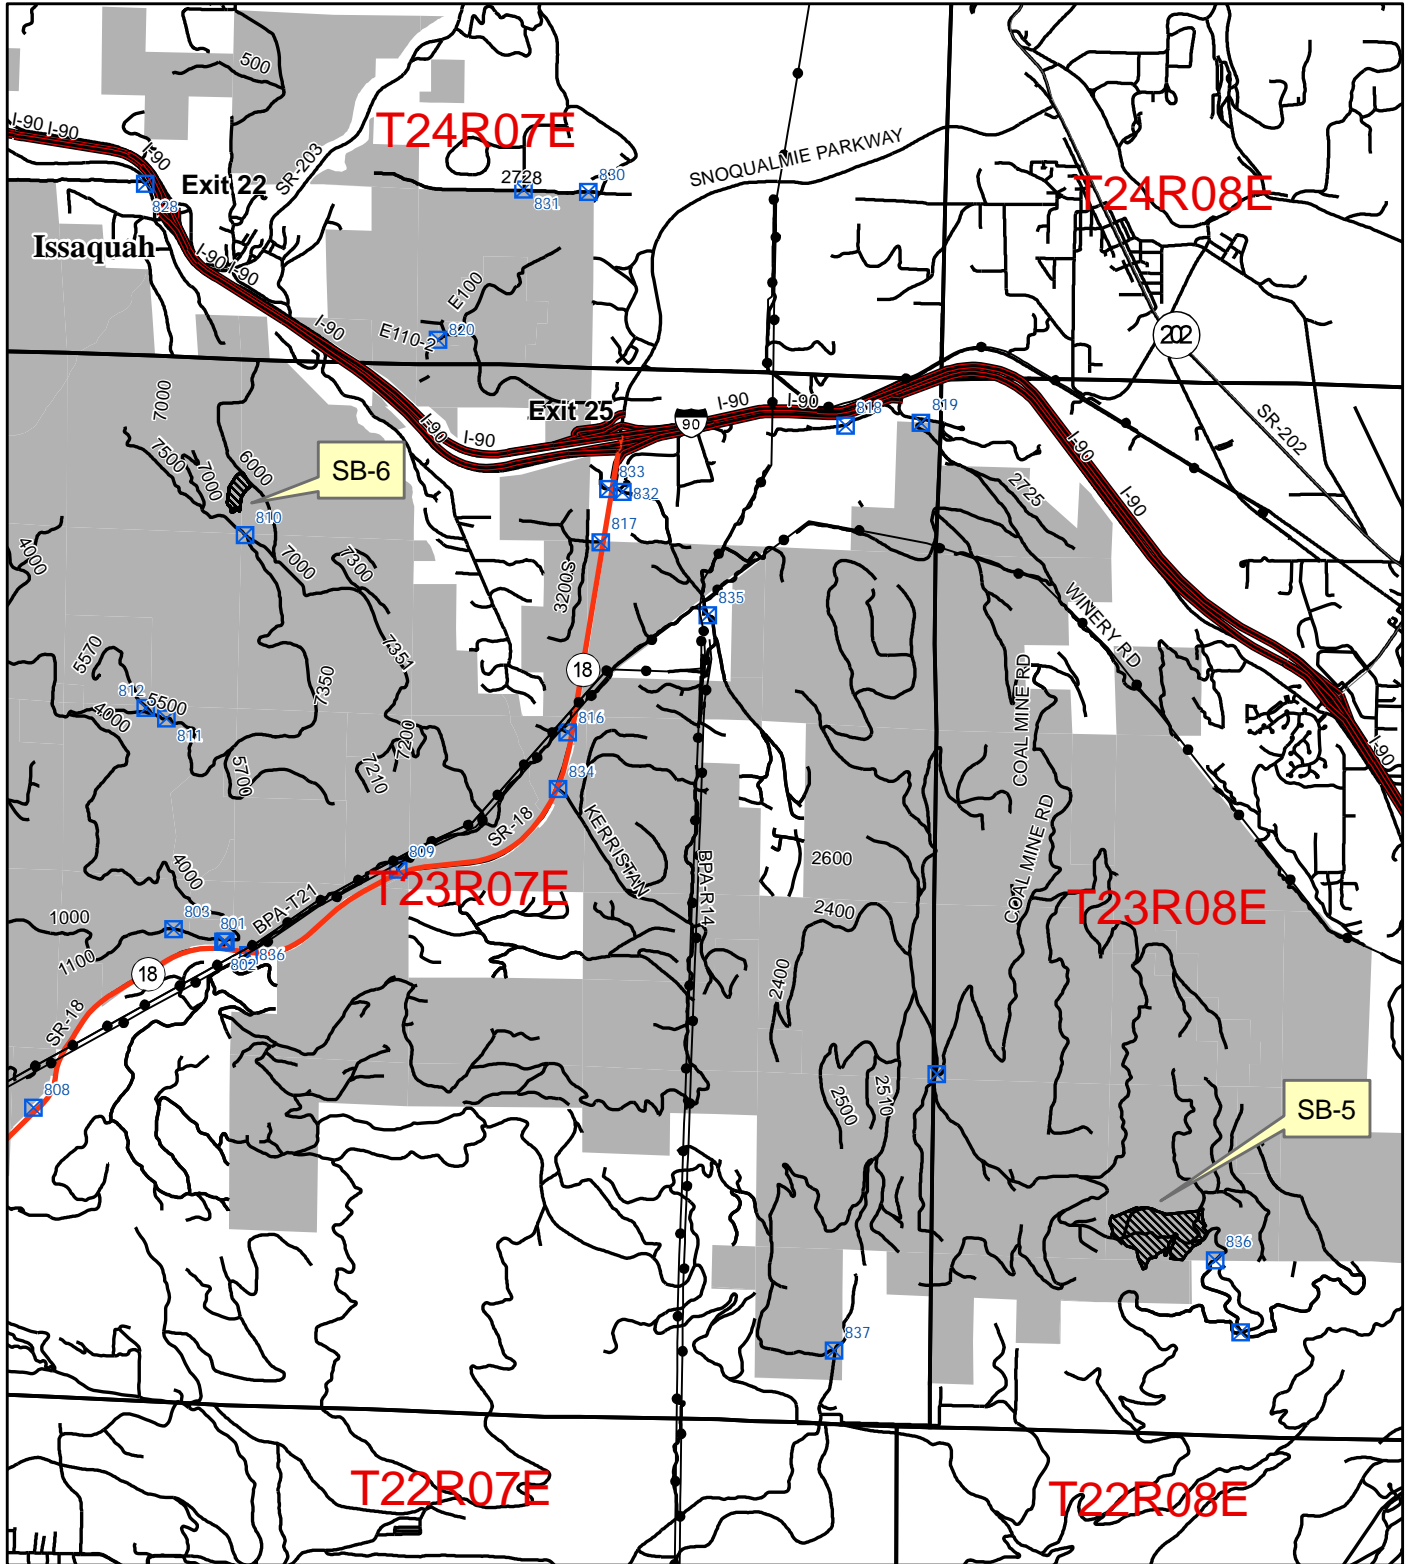 500
I-90 I-90
I-90
T24R07E
SNOQUALMIE PARKWAY
SR-203
Exit 22
828
2728
830
831
T24R08E
Issaquah
I-90 I-90
E100
I-90
E110-2
820
202
7000
Exit 25
I-90
I-90
818
819
I-90
I-90
90
SR-202
I-90
7500
7000
6000
SB-6
833
832
2725
I-90
810
817
4000
7000
7300
3200S
835
WINERY RD
5570
7351
7350
18
COAL MINE RD
812
5500
4000
811
816
7200
7210
I-90
5700
834
SR-18
KERRISTAN
COAL MINE RD
809
BPA-R14
2600
4000
T23R07E
T23R08E
BPA-T21
2400
1000
803
801
1100
802
836
18
2400
SR-18
808
2500
2510
SB-5
836
837
T22R07E
T22R08E